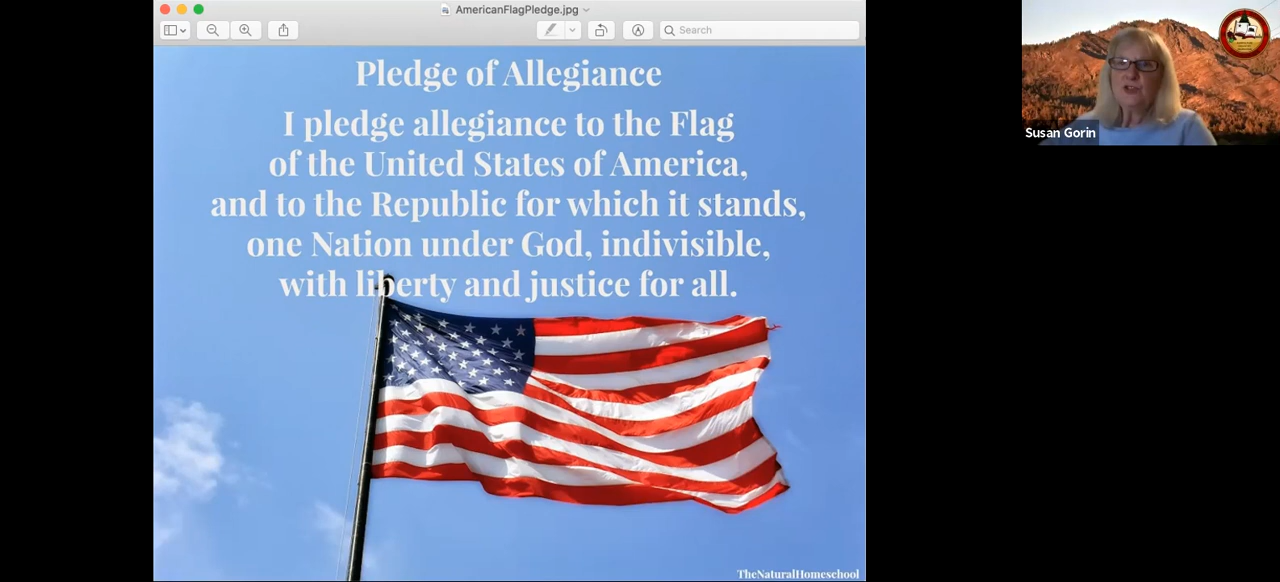 AmericanFlagPledge.jpg
Search
Pledge of Allegiance
I pledge allegiance to the Flag
of the United States of America,
and to the Republic for which it stands,
one Nation under God, indivisible,
with liberty and justice for all.
TheNaturalHomeschool
Susan Gorin